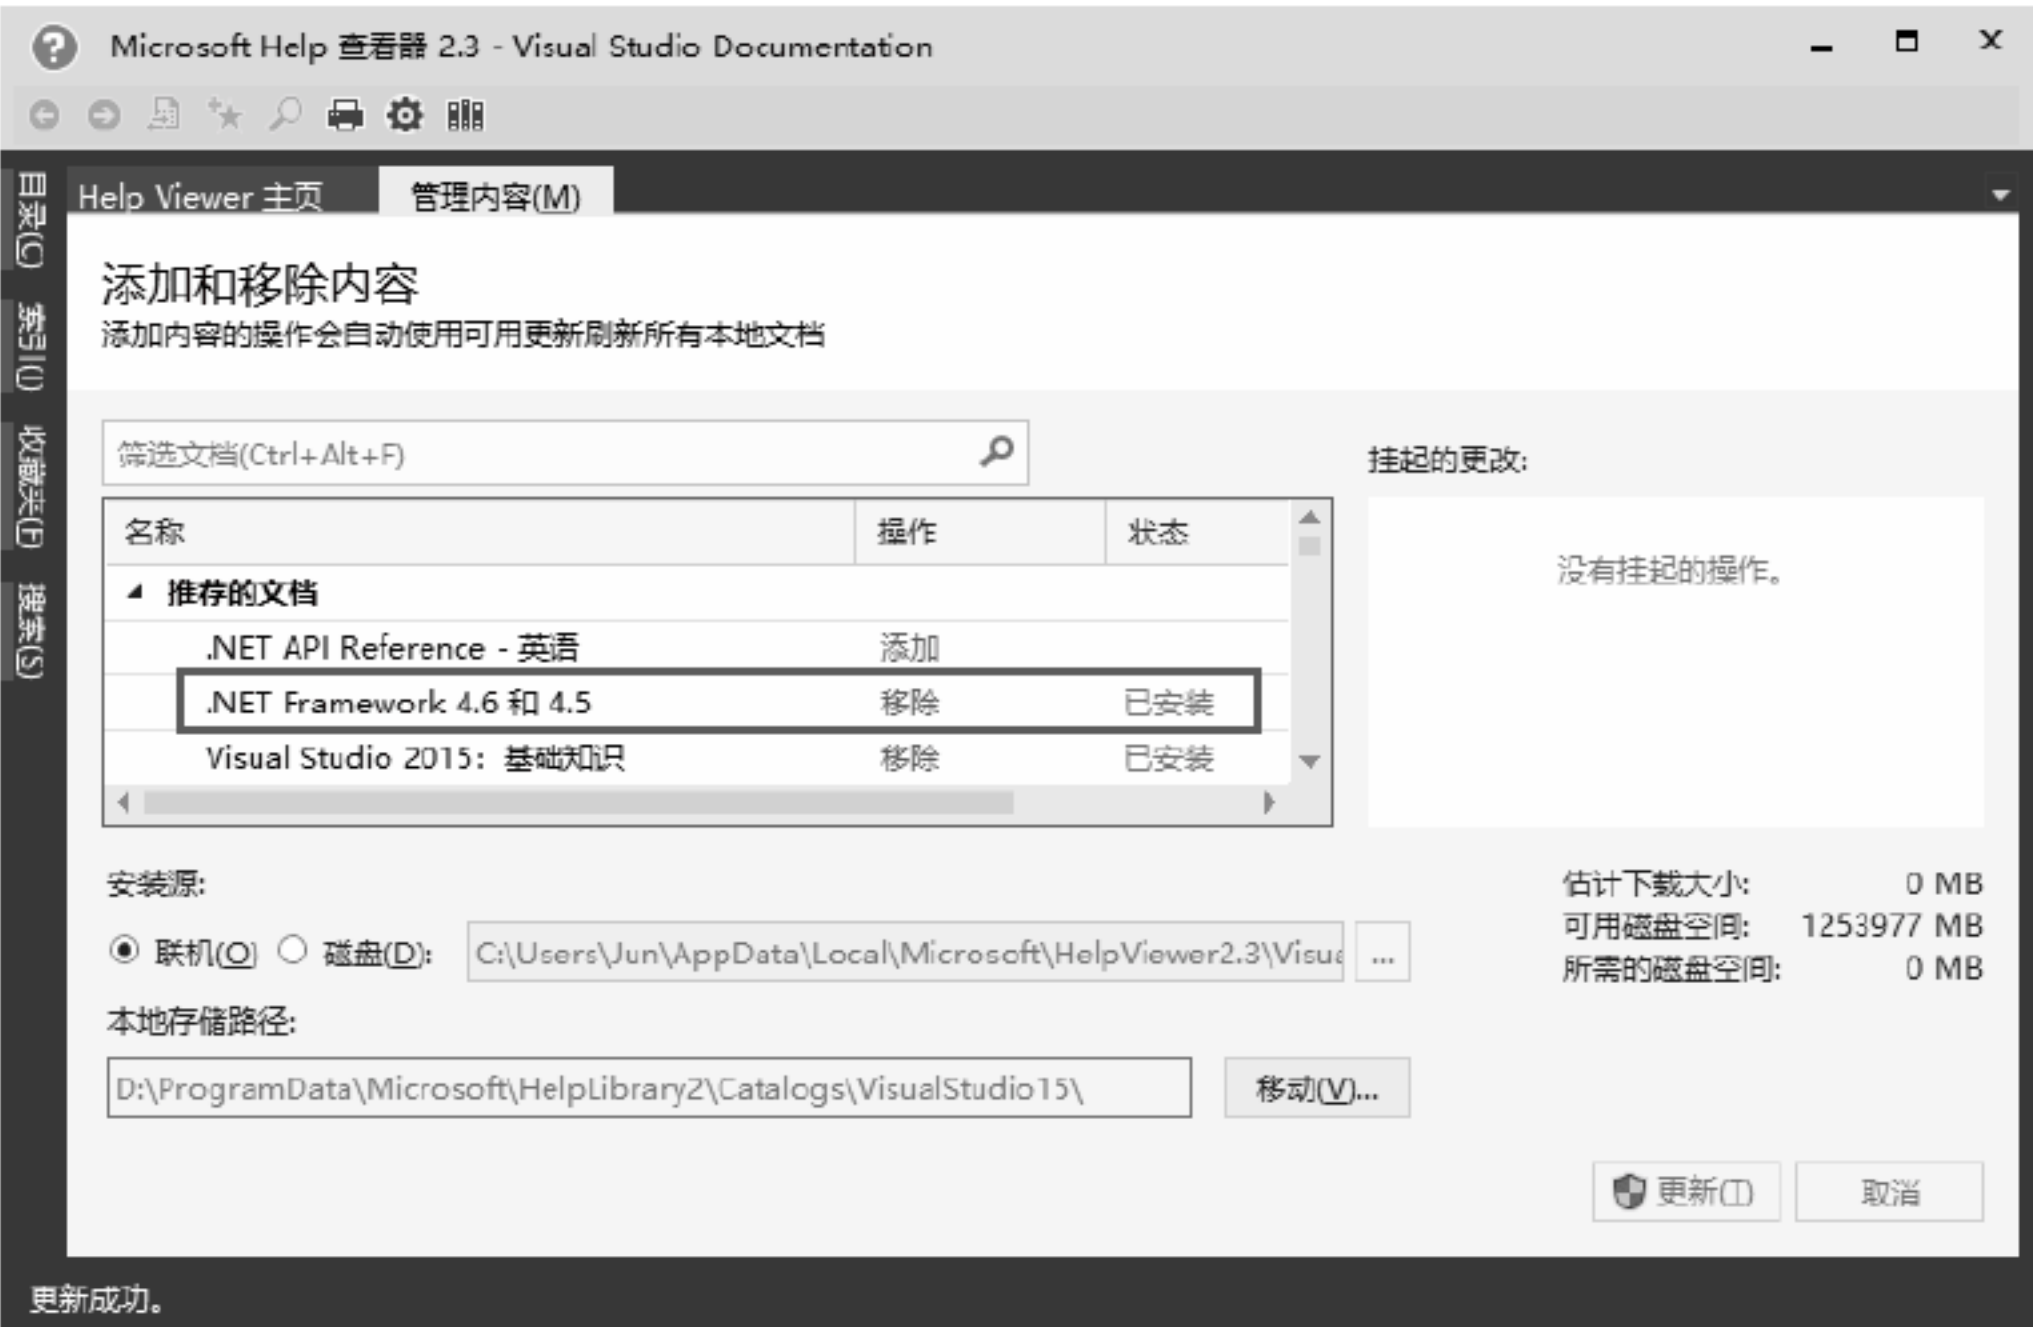 Microsoft Help 查看器 2.3 - Visual Studio Documentation
Help Viewer 主页
管理内容(M)
目录(C)
索引(I)
收藏夹(F)
搜索(S)
添加和移除内容
添加内容的操作会自动使用可用更新刷新所有本地文档
筛选文档(Ctrl+Alt+F)
挂起的更改:
没有挂起的操作。
名称 操作 状态
推荐的文档
.NET API Reference - 英语 添加
.NET Framework 4.6 和 4.5 移除 已安装
Visual Studio 2015：基础知识 移除 已安装
安装源:
联机(O) 磁盘(D): C:\Users\Jun\AppData\Local\Microsoft\HelpViewer2.3\Visua ...
估计下载大小: 0 MB
可用磁盘空间: 1253977 MB
所需的磁盘空间: 0 MB
本地存储路径:
D:\ProgramData\Microsoft\HelpLibrary2\Catalogs\VisualStudio15\ 移动(V)...
更新(T) 取消
更新成功。